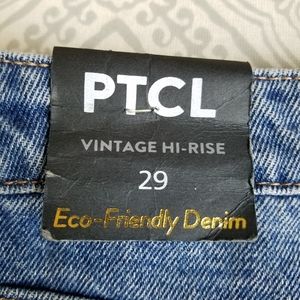 PTCL
VINTAGE HI-RISE
29
Eco-Friendly Denim